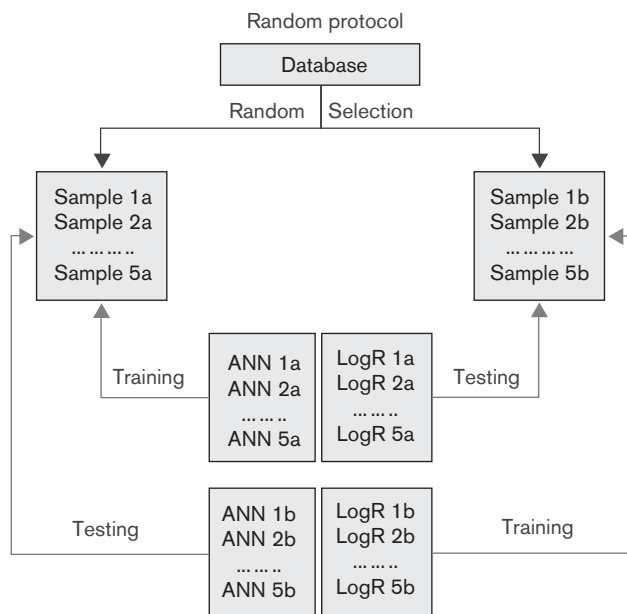 Random protocol
Database
Random Selection
Sample 1a
Sample 2a
… … … ..
Sample 5a
Sample 1b
Sample 2b
… … … …
Sample 5b
Training
ANN 1a
ANN 2a
… … ..
ANN 5a
LogR 1a
LogR 2a
… … ..
LogR 5a
Testing
Testing
ANN 1b
ANN 2b
… … ..
ANN 5b
LogR 1b
LogR 2b
… … ..
LogR 5b
Training